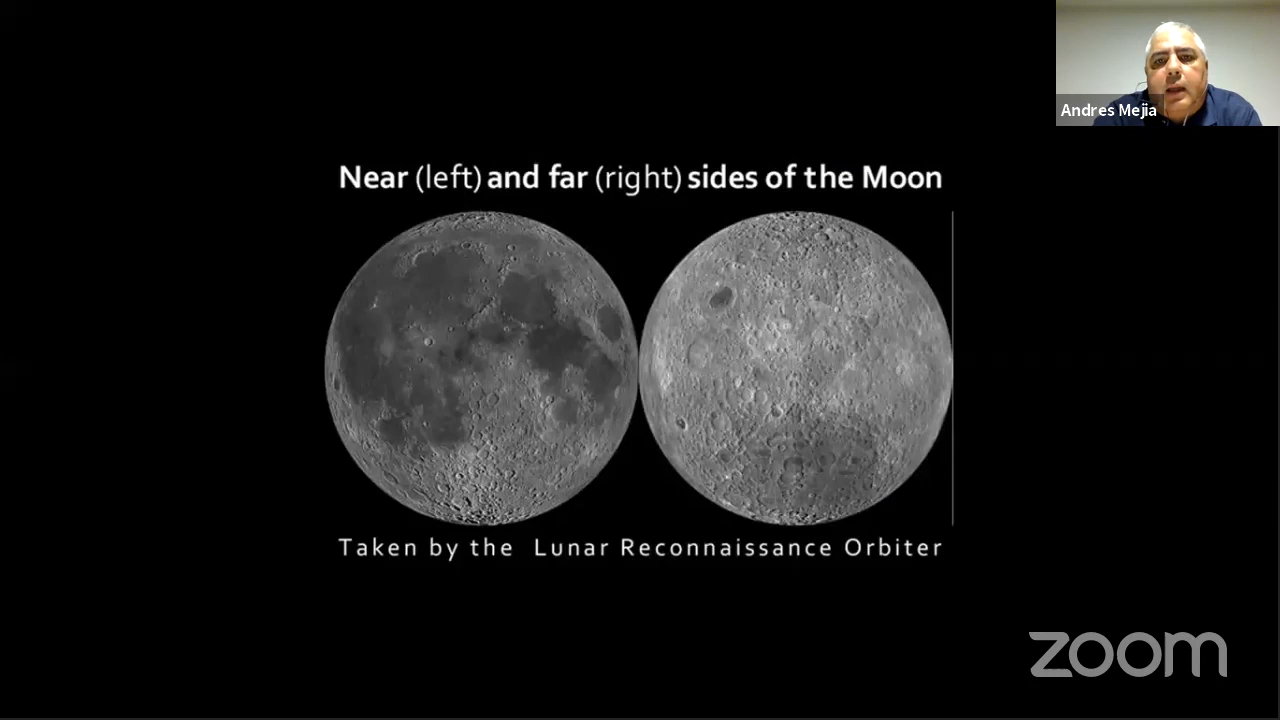 Andres Mejia
Near (left) and far (right) sides of the Moon
Taken by the Lunar Reconnaissance Orbiter
zoom